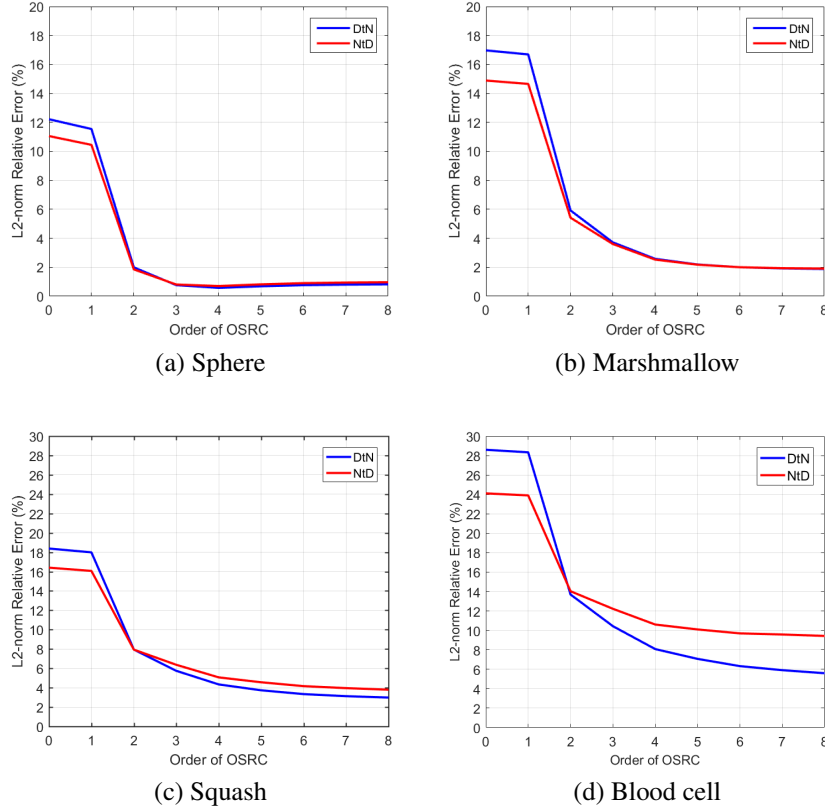 20
18
16
14
12
10
8
6
4
2
0
L2-norm Relative Error (%)
DtN
NtD
0 1 2 3 4 5 6 7 8
Order of OSRC
(a) Sphere
20
18
16
14
12
10
8
6
4
2
0
L2-norm Relative Error (%)
DtN
NtD
0 1 2 3 4 5 6 7 8
Order of OSRC
(b) Marshmallow
30
28
26
24
22
20
18
16
14
12
10
8
6
4
2
0
L2-norm Relative Error (%)
DtN
NtD
0 1 2 3 4 5 6 7 8
Order of OSRC
(c) Squash
30
28
26
24
22
20
18
16
14
12
10
8
6
4
2
0
L2-norm Relative Error (%)
DtN
NtD
0 1 2 3 4 5 6 7 8
Order of OSRC
(d) Blood cell